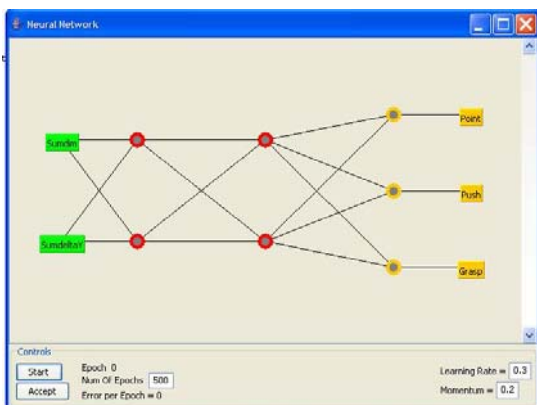 Neural Network
Sumdm
SumdeltaY
Point
Push
Grasp
Controls
Start
Accept
Epoch 0
Num Of Epochs 500
Error per Epoch = 0
Learning Rate = 0.3
Momentum = 0.2